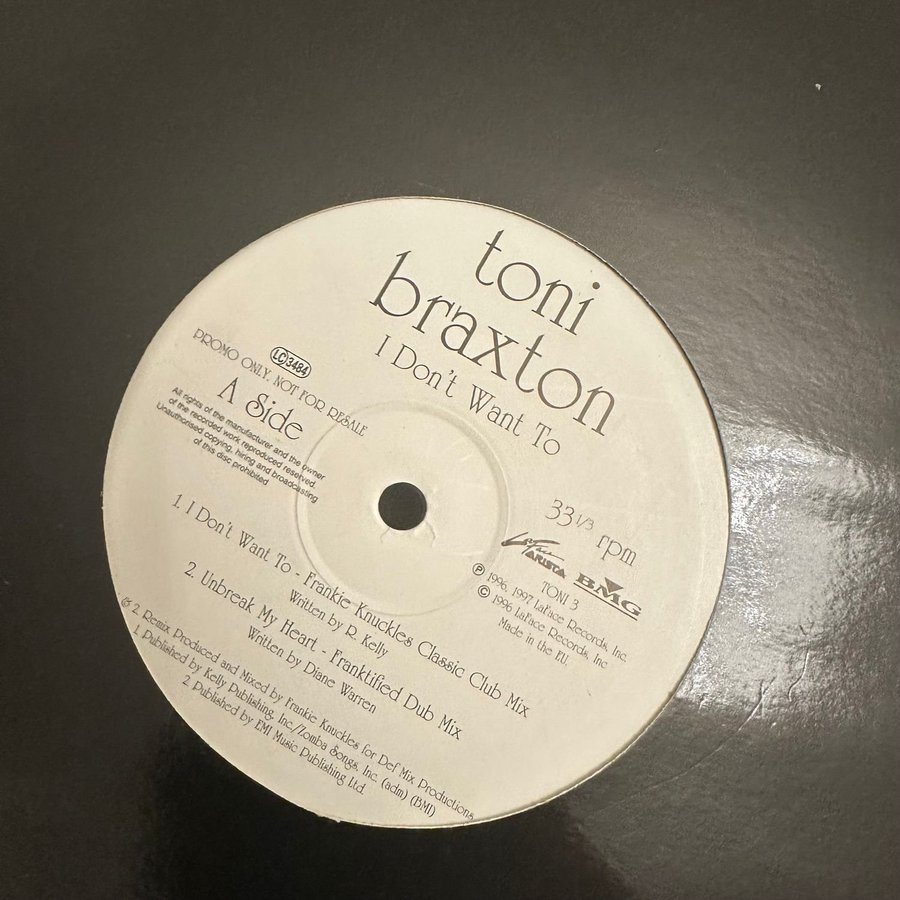 toni
braxton
I Don't Want To
LC 3484
PROMO ONLY. NOT FOR RESALE
A Side
All rights of the manufacturer and the owner
of the recorded work reproduced reserved.
Unauthorised copying, hiring and broadcasting
of this disc prohibited
33 1/3 rpm
LaFace
ARISTA
BMG
TONI 3
℗ 1996, 1997 LaFace Records, Inc.
© 1996 LaFace Records, Inc
Made in the EU.
1. I Don't Want To - Frankie Knuckles Classic Club Mix
Written by R. Kelly
2. Unbreak My Heart - Franktified Dub Mix
Written by Diane Warren
& 2. Remix Produced and Mixed by Frankie Knuckles for Def Mix Productions.
1. Published by Kelly Publishing, Inc./Zomba Songs, Inc. (adm) (BMI)
2. Published by EMI Music Publishing Ltd.